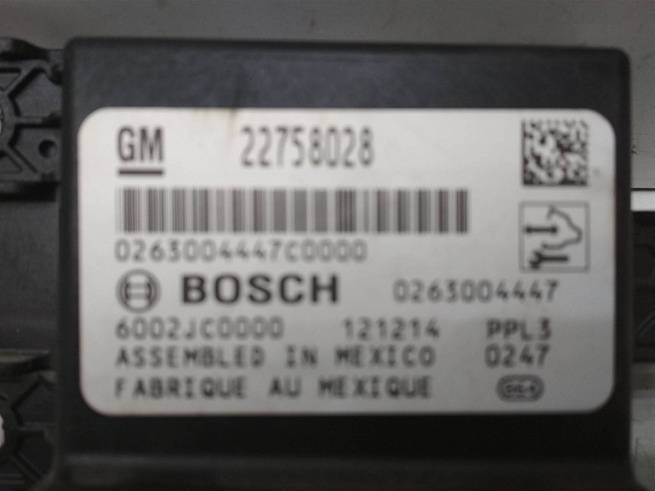 GM 22758028
0263004447C0000
BOSCH 0263004447
6002JC0000 121214 PPL3
ASSEMBLED IN MEXICO 0247
FABRIQUE AU MEXIQUE